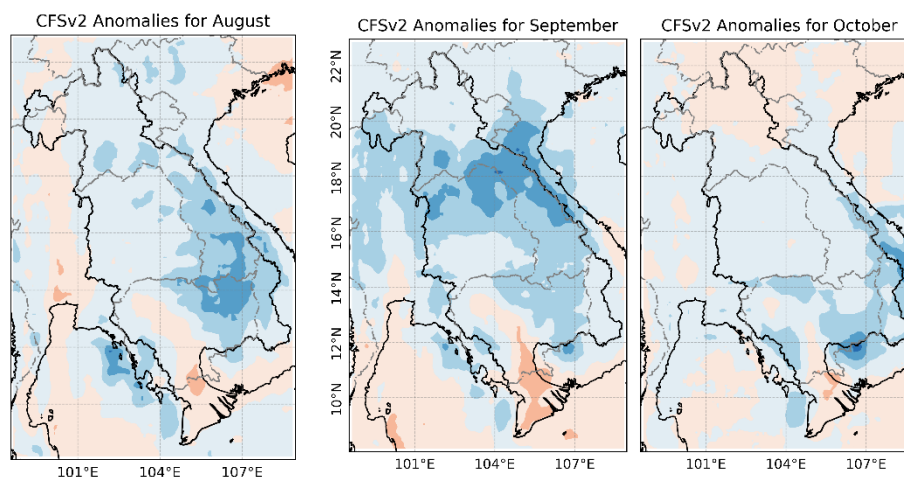 CFSv2 Anomalies for August
CFSv2 Anomalies for September
CFSv2 Anomalies for October
22°N
20°N
18°N
16°N
14°N
12°N
10°N
101°E
104°E
107°E
101°E
104°E
107°E
101°E
104°E
107°E